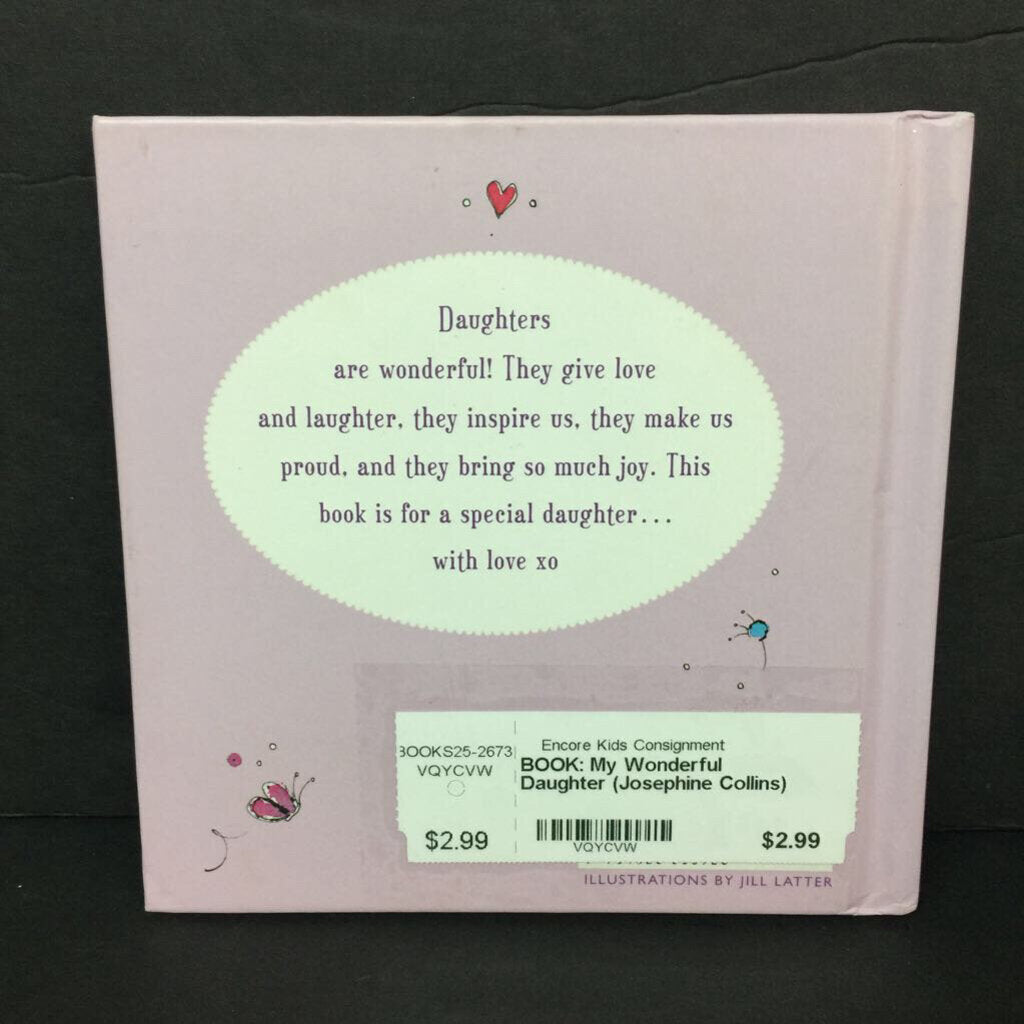 Daughters
are wonderful! They give love
and laughter, they inspire us, they make us
proud, and they bring so much joy. This
book is for a special daughter...
with love xo
BOOKS25-2673
VQYCVW
$2.99
Encore Kids Consignment
BOOK: My Wonderful
Daughter (Josephine Collins)
VQYCVW
$2.99
ILLUSTRATIONS BY JILL LATTER